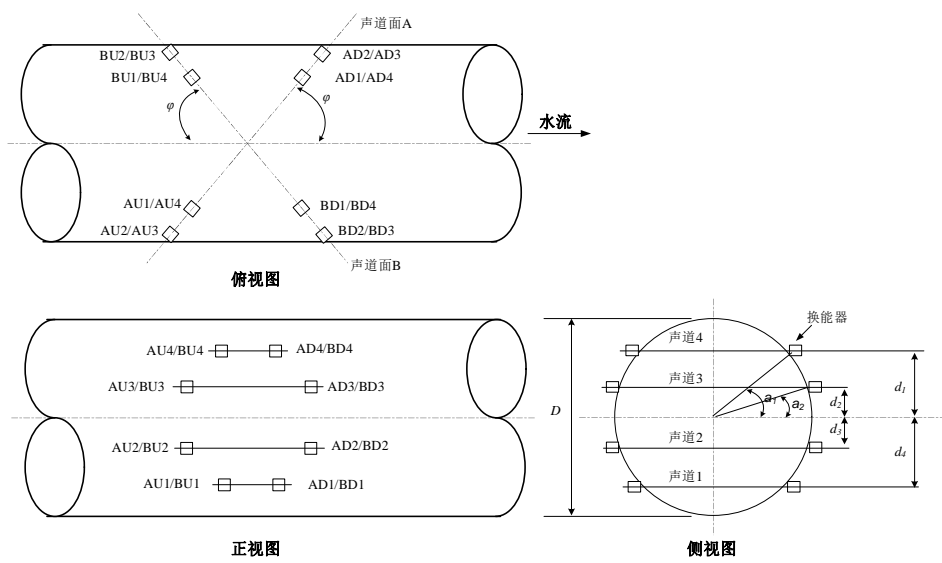 声道面A
BU2/BU3
AD2/AD3
BU1/BU4
AD1/AD4
φ
φ
水流
AU1/AU4
BD1/BD4
AU2/AU3
BD2/BD3
声道面B
俯视图
AU4/BU4
AD4/BD4
AU3/BU3
AD3/BD3
AU2/BU2
AD2/BD2
AU1/BU1
AD1/BD1
正视图
换能器
声道4
声道3
D
a1
a2
d1
d2
d3
d4
声道2
声道1
侧视图